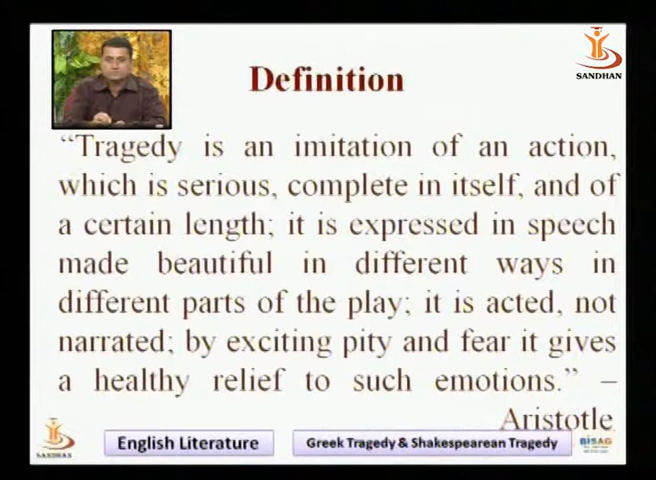 Definition
SANDHAN
“Tragedy is an imitation of an action,
which is serious, complete in itself, and of
a certain length; it is expressed in speech
made beautiful in different ways in
different parts of the play; it is acted, not
narrated; by exciting pity and fear it gives
a healthy relief to such emotions.” –
Aristotle
SANDHAN
English Literature
Greek Tragedy & Shakespearean Tragedy
BISAG